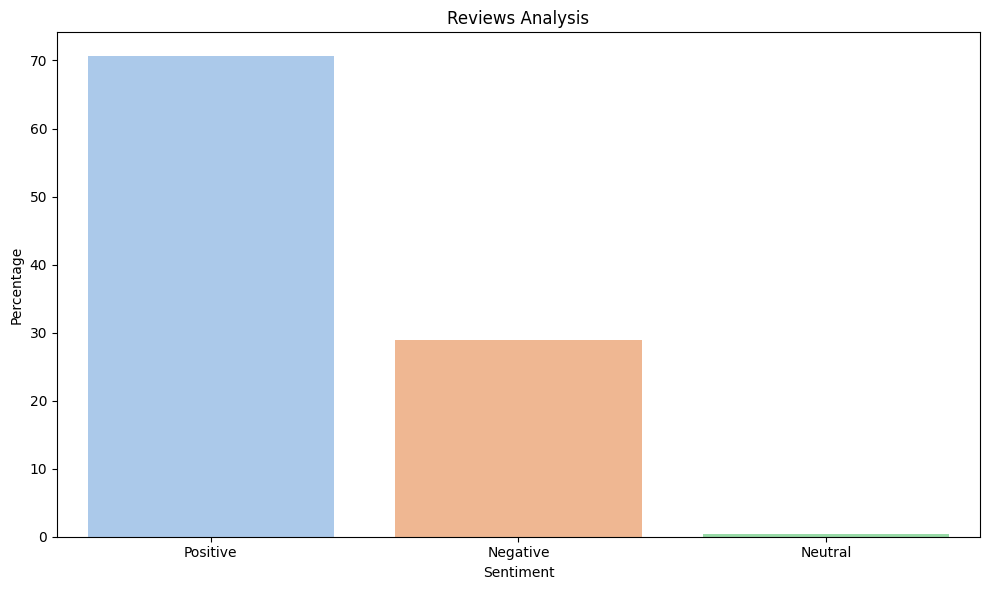 Reviews Analysis
Percentage
70
60
50
40
30
20
10
0
Positive
Negative
Neutral
Sentiment